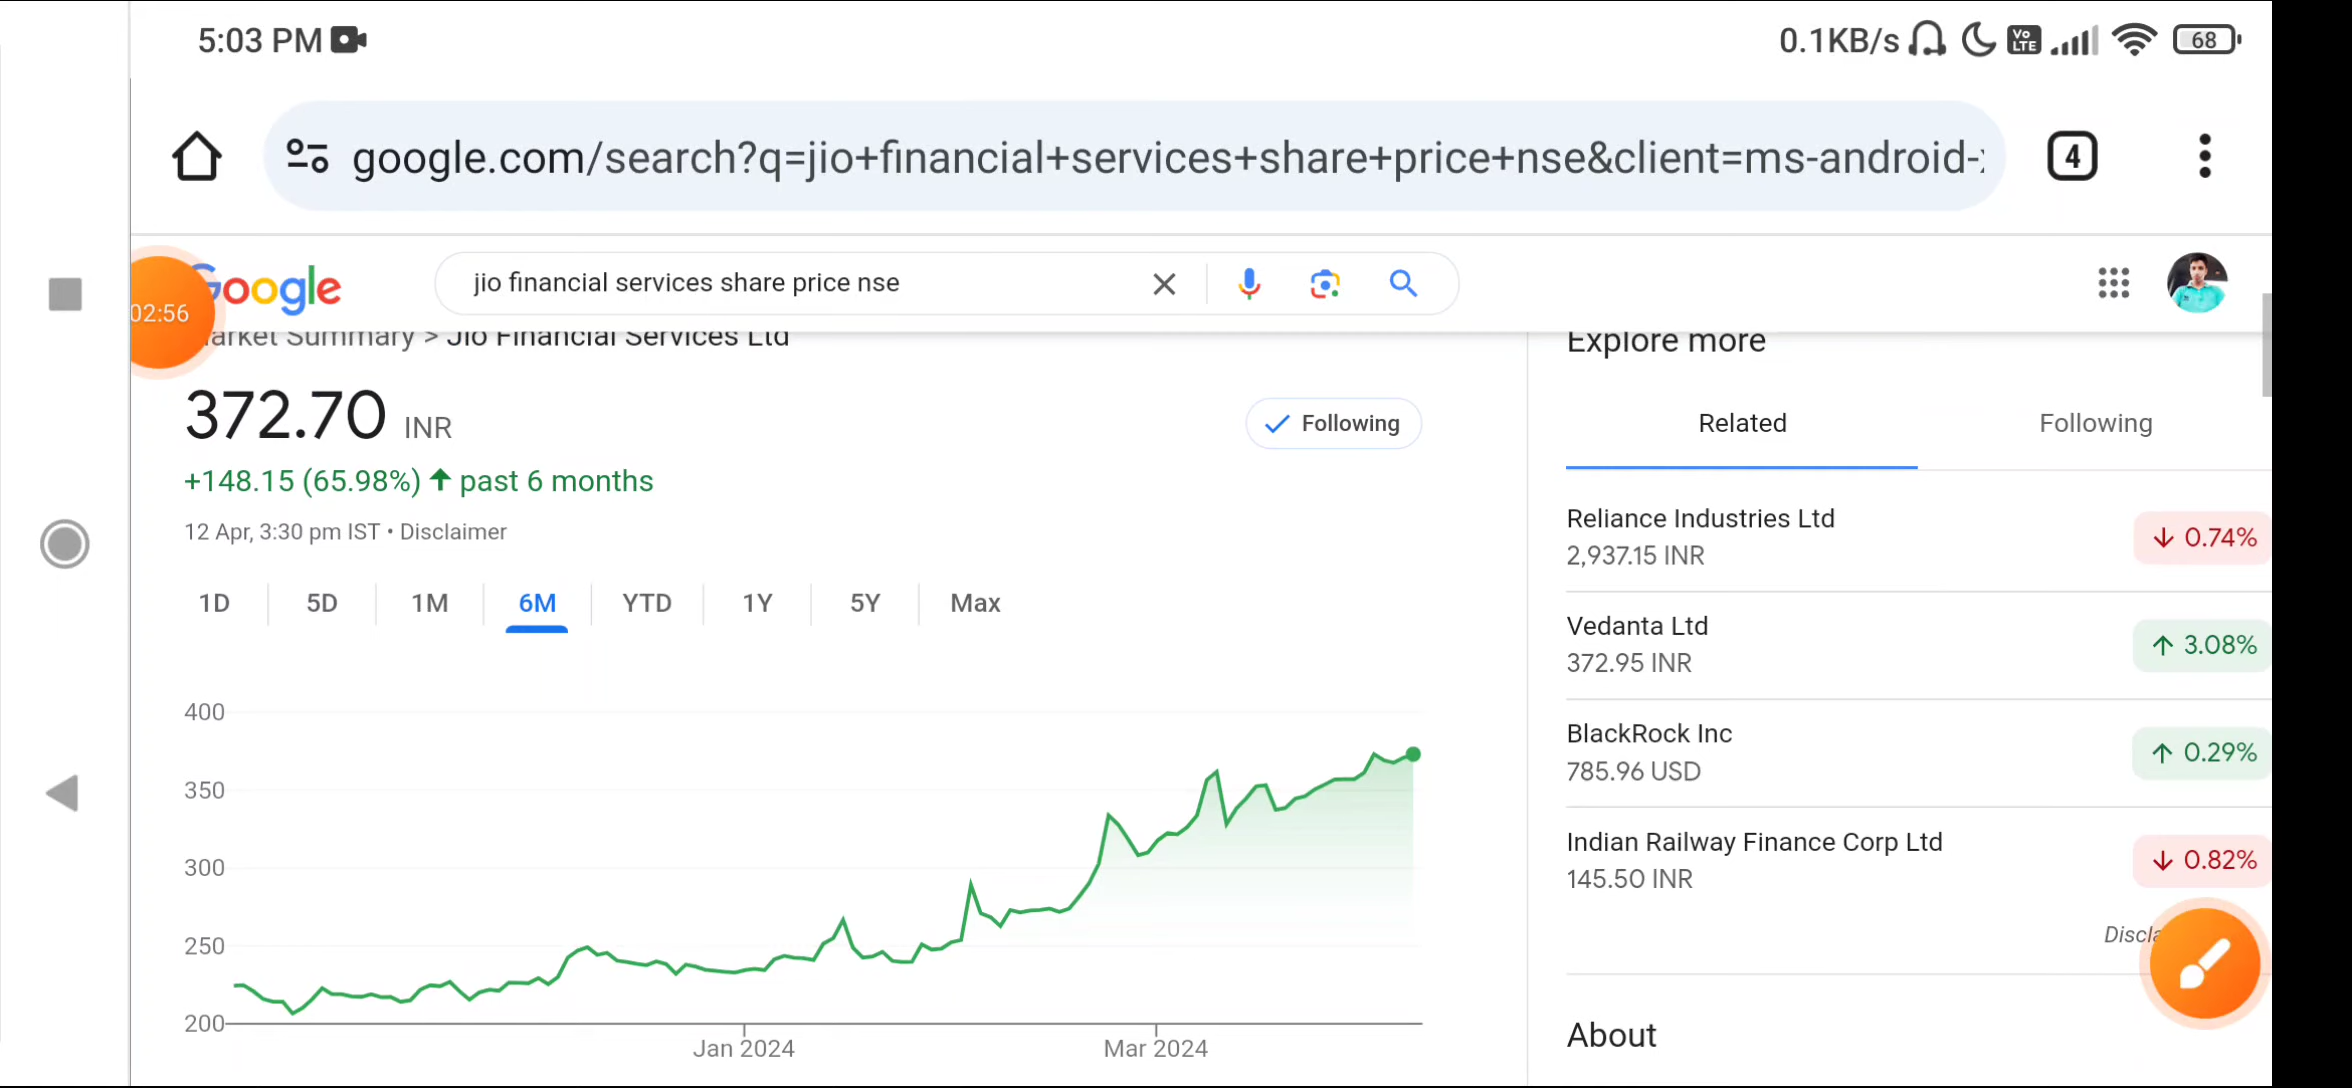 5:03 PM
0.1KB/s
Vo LTE
68
google.com/search?q=jio+financial+services+share+price+nse&client=ms-android-
4
Google
jio financial services share price nse
02:56
Market Summary > Jio Financial Services Ltd
372.70 INR
Following
+148.15 (65.98%) ↑ past 6 months
12 Apr, 3:30 pm IST • Disclaimer
1D 5D 1M 6M YTD 1Y 5Y Max
400
350
300
250
200
Jan 2024 Mar 2024
Explore more
Related Following
Reliance Industries Ltd
2,937.15 INR
↓ 0.74%
Vedanta Ltd
372.95 INR
↑ 3.08%
BlackRock Inc
785.96 USD
↑ 0.29%
Indian Railway Finance Corp Ltd
145.50 INR
↓ 0.82%
About